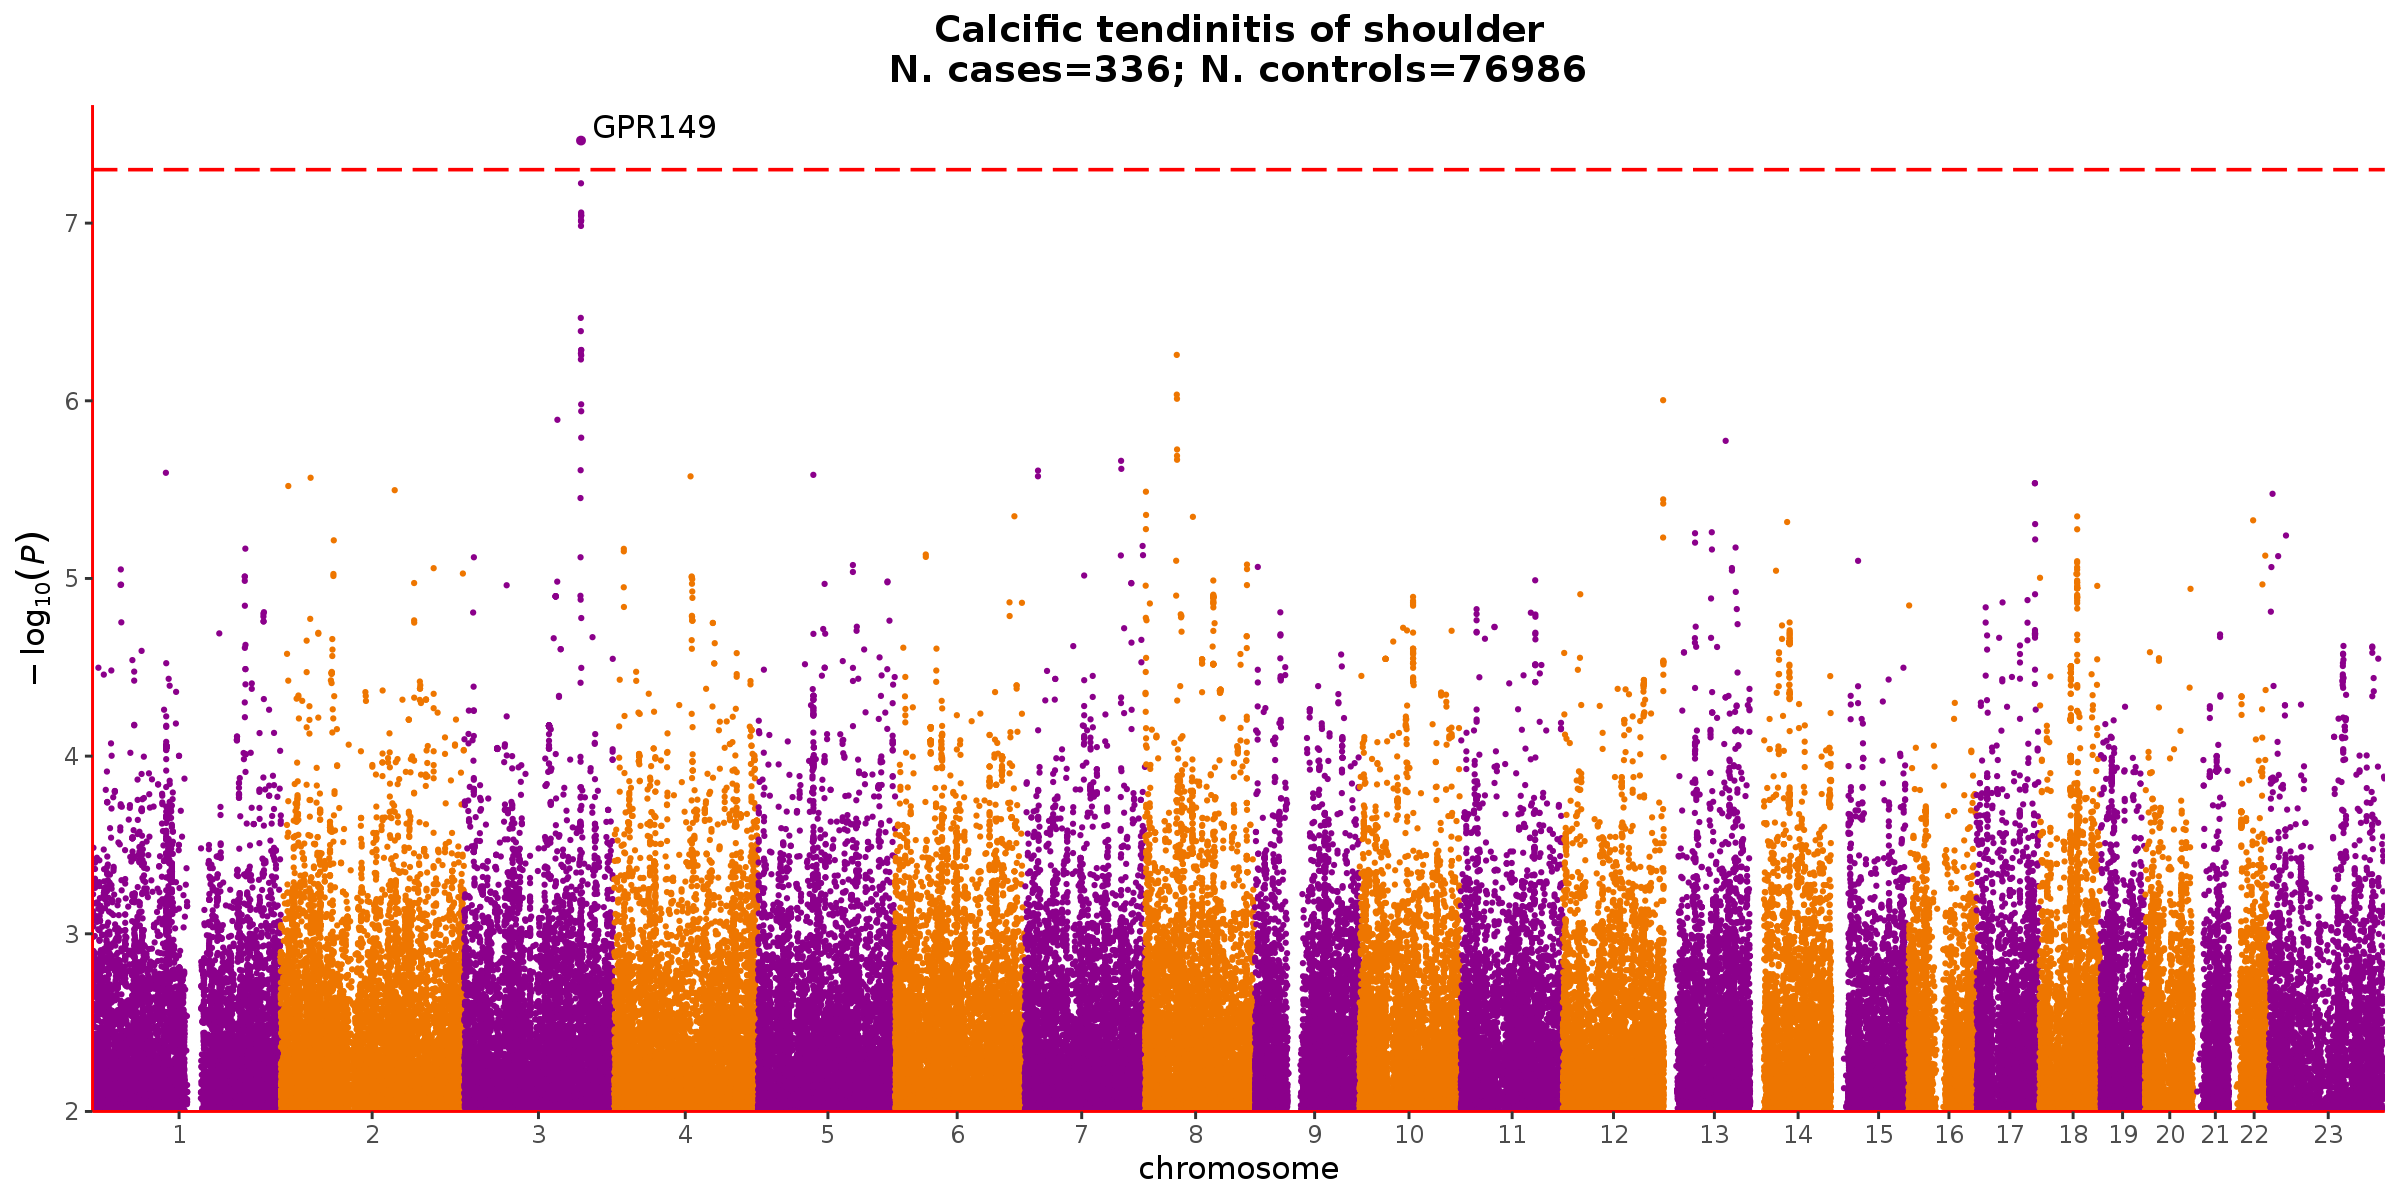 Calcific tendinitis of shoulder
N. cases=336; N. controls=76986
GPR149
7
6
5
4
3
2
−log10(P)
1 2 3 4 5 6 7 8 9 10 11 12 13 14 15 16 17 18 19 20 21 22 23
chromosome